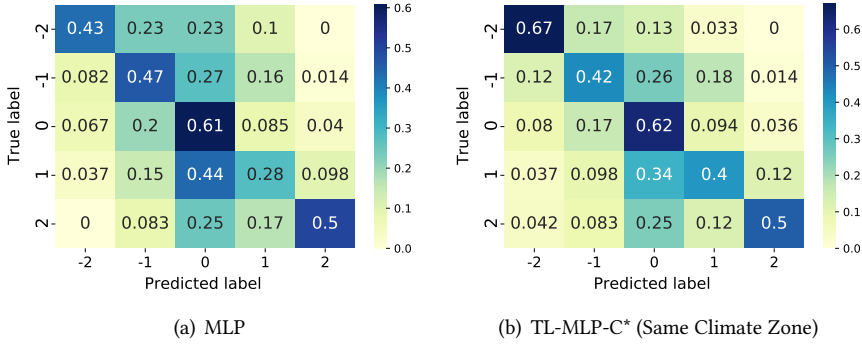 0.43 0.23 0.23 0.1 0
0.082 0.47 0.27 0.16 0.014
0.067 0.2 0.61 0.085 0.04
0.037 0.15 0.44 0.28 0.098
0 0.083 0.25 0.17 0.5
True label
-2
-1
0
1
2
-2 -1 0 1 2
Predicted label
0.6
0.5
0.4
0.3
0.2
0.1
0.0
(a) MLP
0.67 0.17 0.13 0.033 0
0.12 0.42 0.26 0.18 0.014
0.08 0.17 0.62 0.094 0.036
0.037 0.098 0.34 0.4 0.12
0.042 0.083 0.25 0.12 0.5
True label
-2
-1
0
1
2
-2 -1 0 1 2
Predicted label
0.6
0.5
0.4
0.3
0.2
0.1
0.0
(b) TL-MLP-C* (Same Climate Zone)